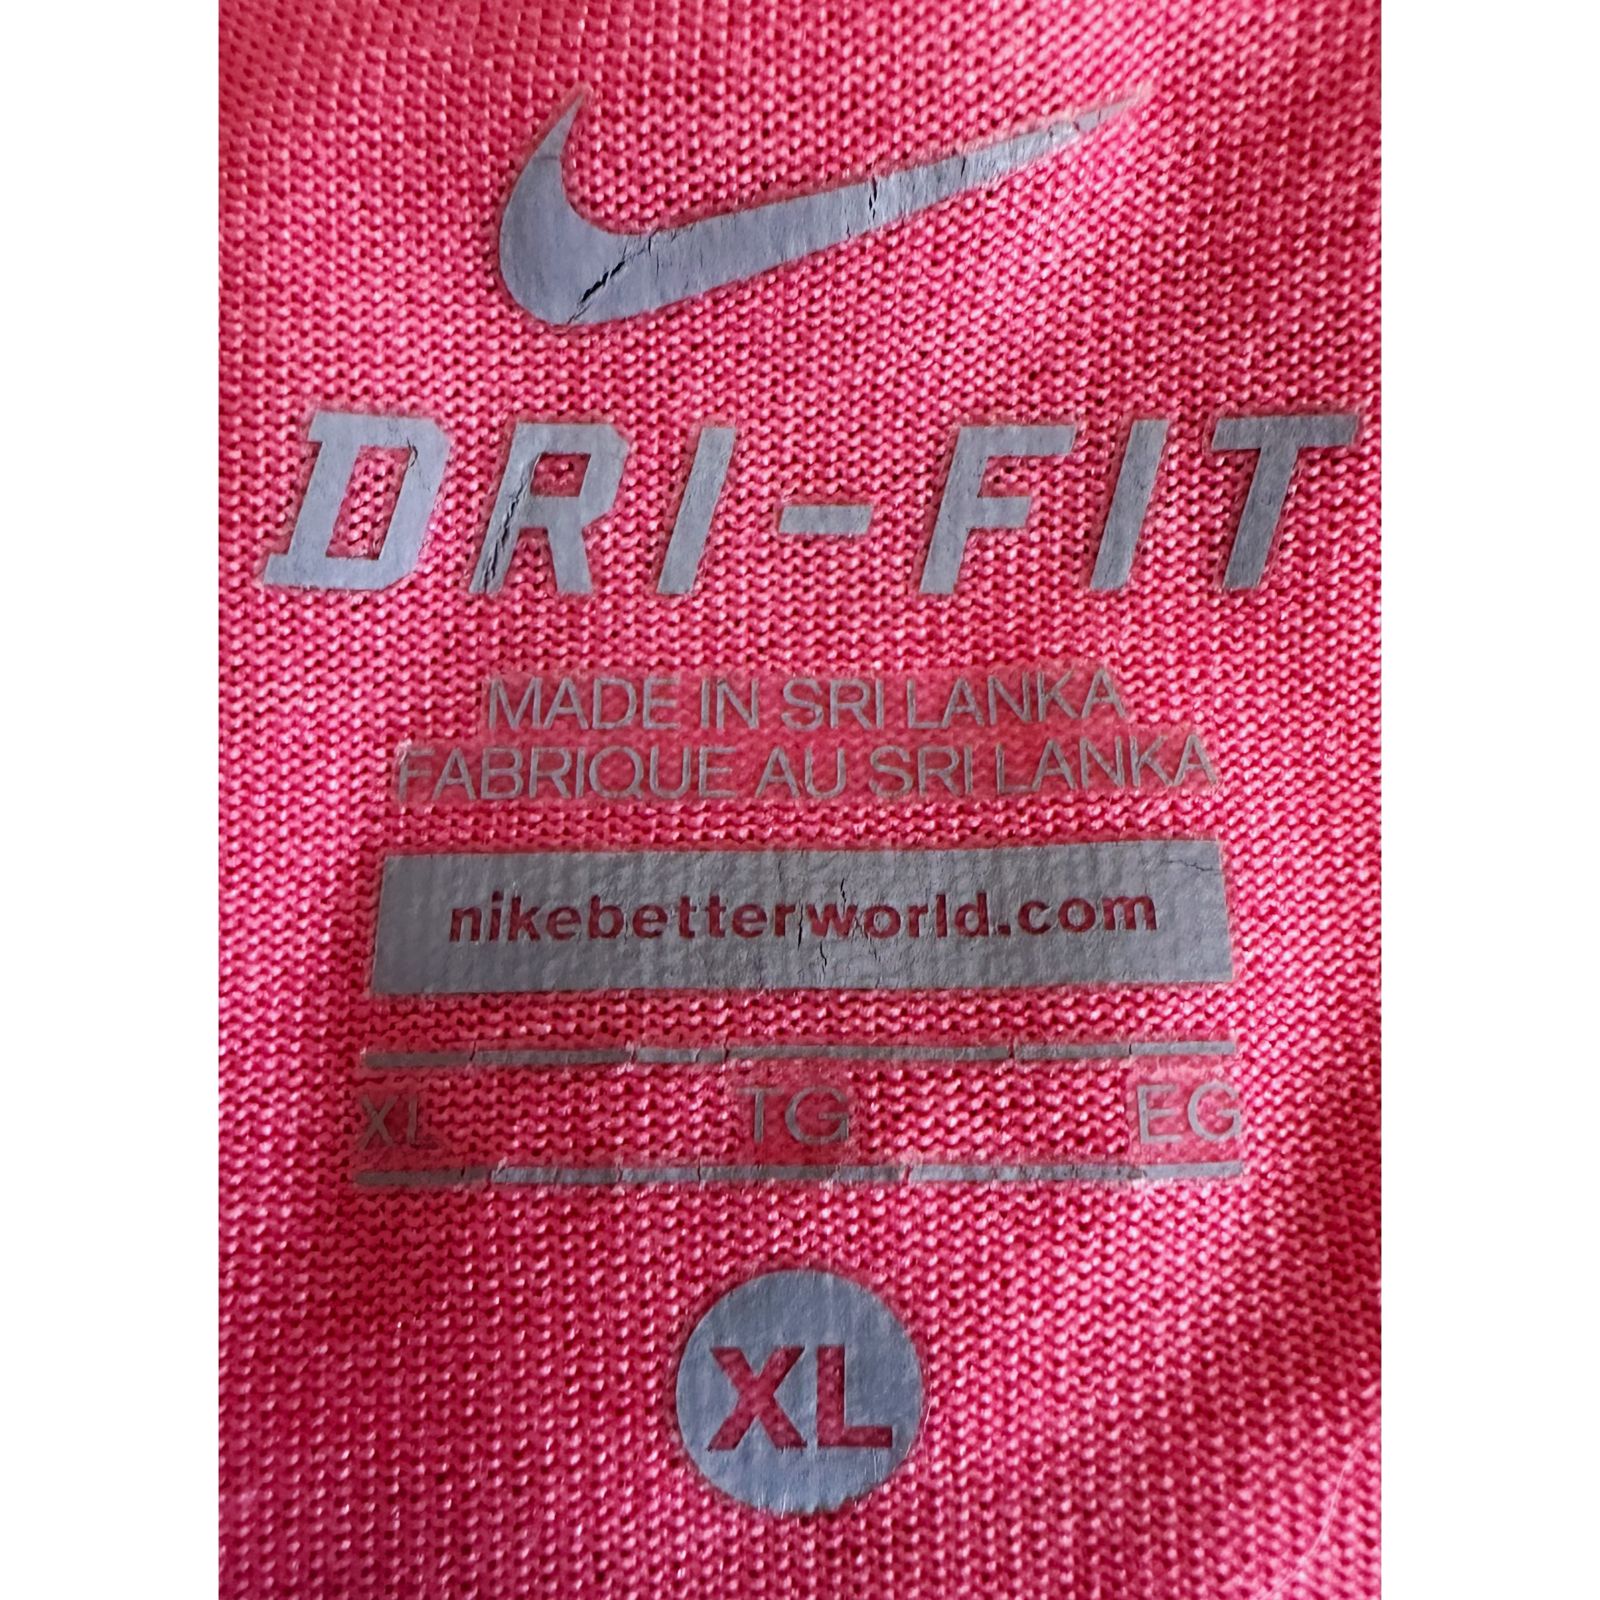 DRI-FIT
MADE IN SRI LANKA
FABRIQUE AU SRI LANKA
nikebetterworld.com
XL TG EG
XL